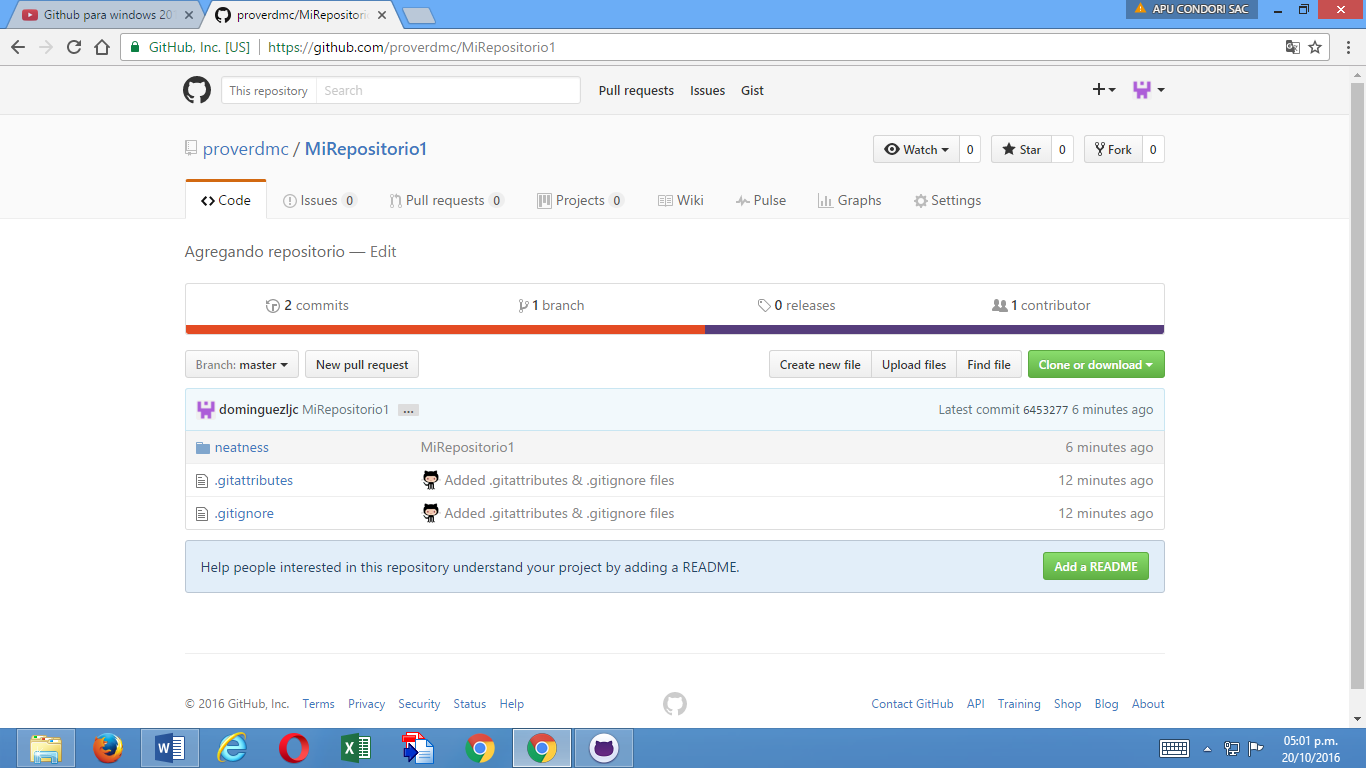 Github para windows 20
proverdmc/MiRepositorio
APU CONDORI SAC
GitHub, Inc. [US] https://github.com/proverdmc/MiRepositorio1
This repository Search Pull requests Issues Gist
proverdmc / MiRepositorio1
Watch 0 Star 0 Fork 0
Code Issues 0 Pull requests 0 Projects 0 Wiki Pulse Graphs Settings
Agregando repositorio — Edit
2 commits 1 branch 0 releases 1 contributor
Branch: master New pull request Create new file Upload files Find file Clone or download
dominguezljc MiRepositorio1 … Latest commit 6453277 6 minutes ago
neatness MiRepositorio1 6 minutes ago
.gitattributes Added .gitattributes & .gitignore files 12 minutes ago
.gitignore Added .gitattributes & .gitignore files 12 minutes ago
Help people interested in this repository understand your project by adding a README. Add a README
© 2016 GitHub, Inc. Terms Privacy Security Status Help Contact GitHub API Training Shop Blog About
05:01 p.m.
20/10/2016